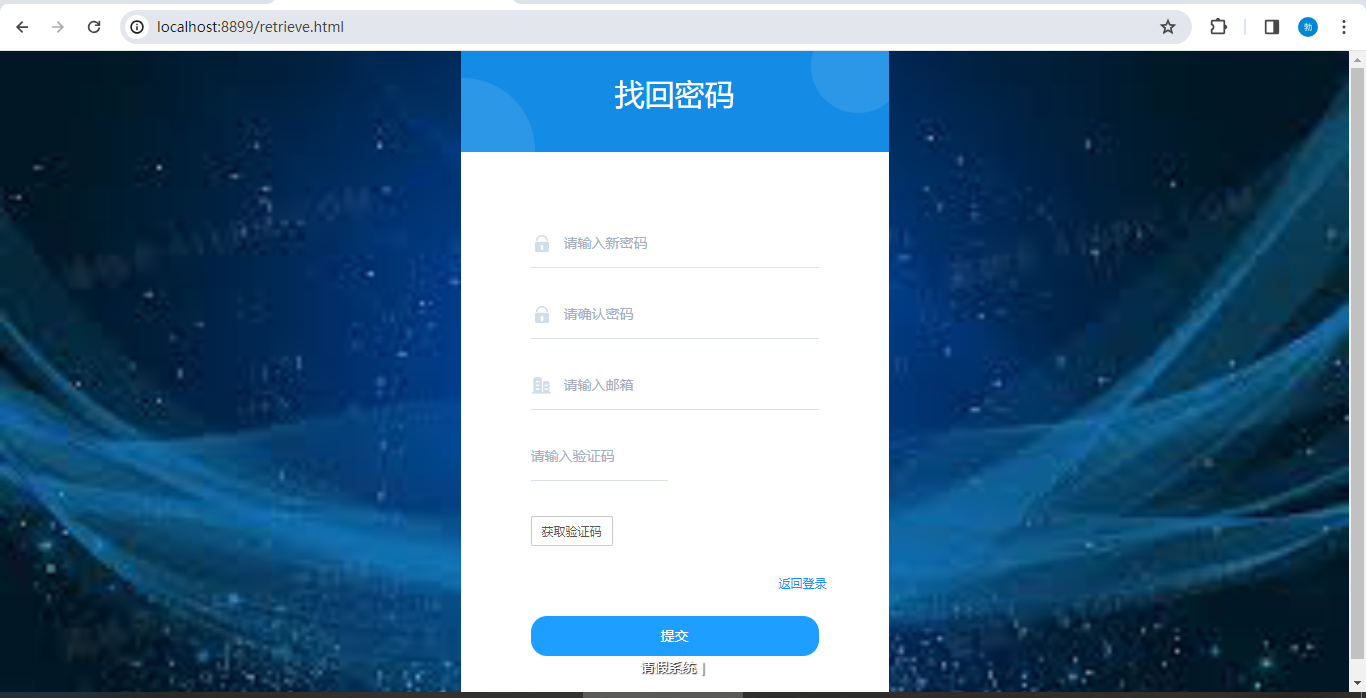 localhost:8899/retrieve.html
勃
找回密码
请输入新密码
请确认密码
请输入邮箱
请输入验证码
获取验证码
返回登录
提交
请假系统 |